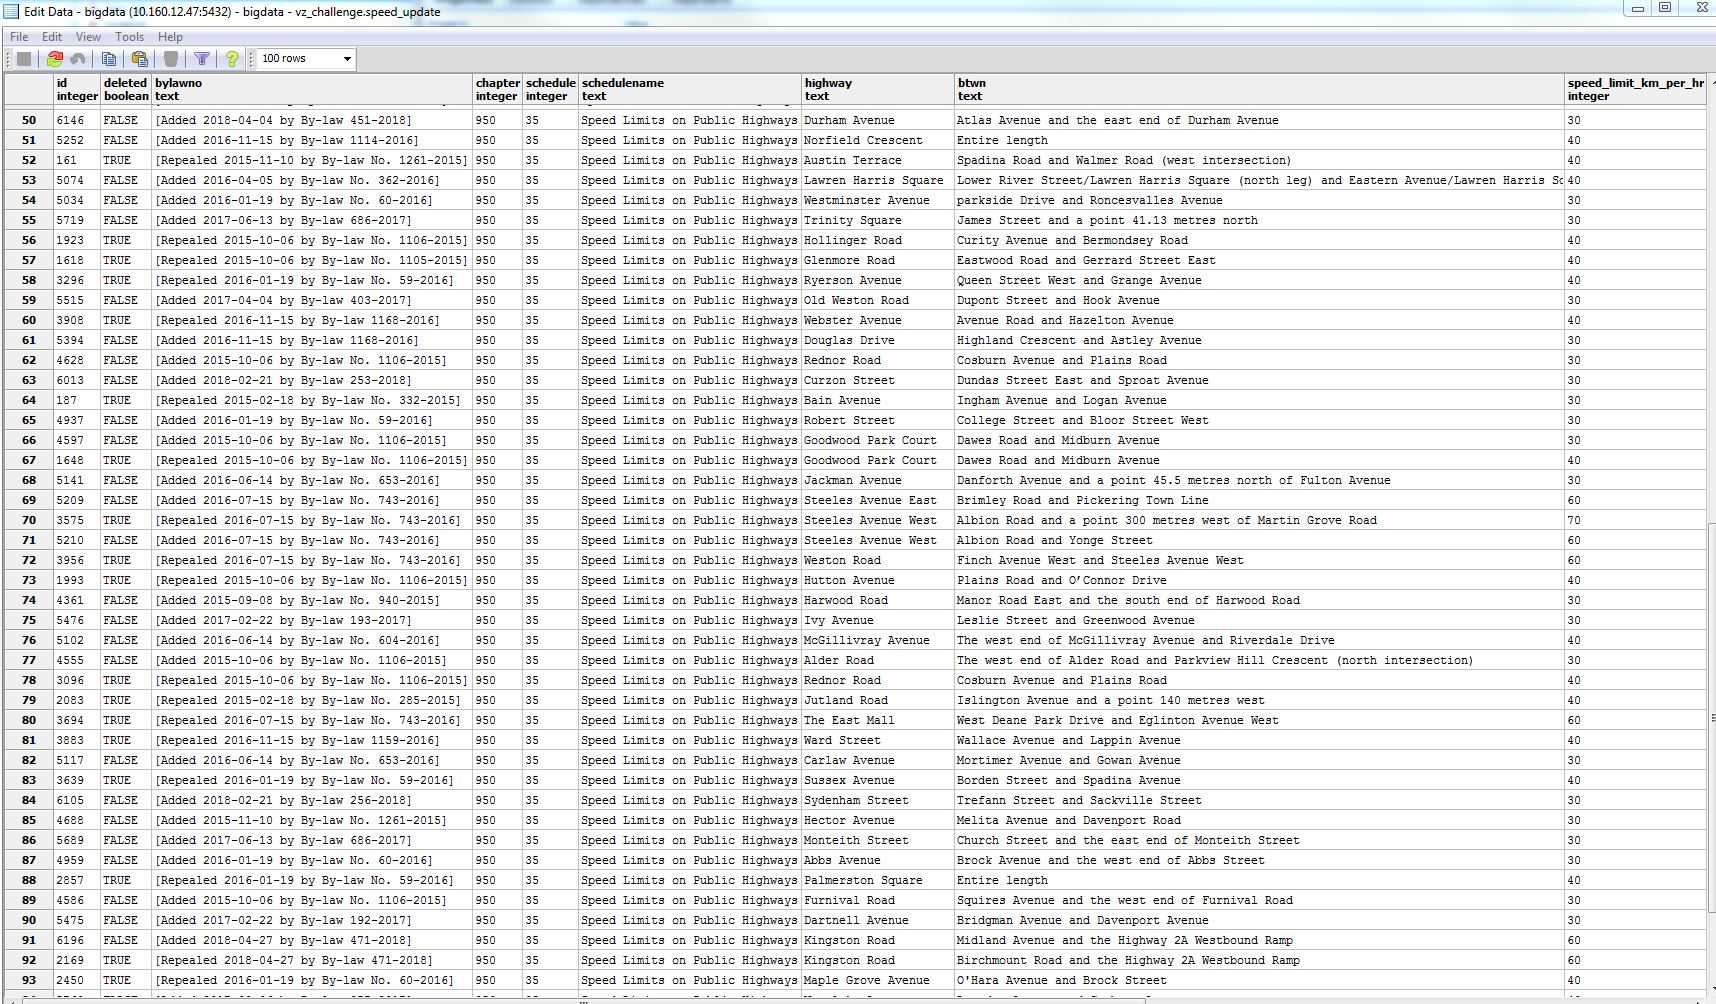 Edit Data - bigdata (10.160.12.47:5432) - bigdata - vz_challenge.speed_update
File Edit View Tools Help
100 rows
id deleted bylawno chapter schedule schedulename highway btwn speed_limit_km_per_hr
integer boolean text integer integer text text text integer
50 6146 FALSE [Added 2018-04-04 by By-law 451-2018] 950 35 Speed Limits on Public Highways Durham Avenue Atlas Avenue and the east end of Durham Avenue 30
51 5252 FALSE [Added 2016-11-15 by By-law 1114-2016] 950 35 Speed Limits on Public Highways Norfield Crescent Entire length 40
52 161 TRUE [Repealed 2015-11-10 by By-law No. 1261-2015] 950 35 Speed Limits on Public Highways Austin Terrace Spadina Road and Walmer Road (west intersection) 40
53 5074 FALSE [Added 2016-04-05 by By-law No. 362-2016] 950 35 Speed Limits on Public Highways Lawren Harris Square Lower River Street/Lawren Harris Square (north leg) and Eastern Avenue/Lawren Harris Sq 40
54 5034 FALSE [Added 2016-01-19 by By-law No. 60-2016] 950 35 Speed Limits on Public Highways Westminster Avenue parkside Drive and Roncesvalles Avenue 30
55 5719 FALSE [Added 2017-06-13 by By-law 686-2017] 950 35 Speed Limits on Public Highways Trinity Square James Street and a point 41.13 metres north 30
56 1923 TRUE [Repealed 2015-10-06 by By-law No. 1106-2015] 950 35 Speed Limits on Public Highways Hollinger Road Curity Avenue and Bermondsey Road 40
57 1618 TRUE [Repealed 2015-10-06 by By-law No. 1105-2015] 950 35 Speed Limits on Public Highways Glenmore Road Eastwood Road and Gerrard Street East 40
58 3296 TRUE [Repealed 2016-01-19 by By-law No. 59-2016] 950 35 Speed Limits on Public Highways Ryerson Avenue Queen Street West and Grange Avenue 40
59 5515 FALSE [Added 2017-04-04 by By-law 403-2017] 950 35 Speed Limits on Public Highways Old Weston Road Dupont Street and Hook Avenue 30
60 3908 TRUE [Repealed 2016-11-15 by By-law 1168-2016] 950 35 Speed Limits on Public Highways Webster Avenue Avenue Road and Hazelton Avenue 40
61 5394 FALSE [Added 2016-11-15 by By-law 1168-2016] 950 35 Speed Limits on Public Highways Douglas Drive Highland Crescent and Astley Avenue 30
62 4628 FALSE [Added 2015-10-06 by By-law No. 1106-2015] 950 35 Speed Limits on Public Highways Rednor Road Cosburn Avenue and Plains Road 30
63 6013 FALSE [Added 2018-02-21 by By-law 253-2018] 950 35 Speed Limits on Public Highways Curzon Street Dundas Street East and Sproat Avenue 30
64 187 TRUE [Repealed 2015-02-18 by By-law No. 332-2015] 950 35 Speed Limits on Public Highways Bain Avenue Ingham Avenue and Logan Avenue 30
65 4937 FALSE [Added 2016-01-19 by By-law No. 59-2016] 950 35 Speed Limits on Public Highways Robert Street College Street and Bloor Street West 30
66 4597 FALSE [Added 2015-10-06 by By-law No. 1106-2015] 950 35 Speed Limits on Public Highways Goodwood Park Court Dawes Road and Midburn Avenue 30
67 1648 TRUE [Repealed 2015-10-06 by By-law No. 1106-2015] 950 35 Speed Limits on Public Highways Goodwood Park Court Dawes Road and Midburn Avenue 40
68 5141 FALSE [Added 2016-06-14 by By-law No. 653-2016] 950 35 Speed Limits on Public Highways Jackman Avenue Danforth Avenue and a point 45.5 metres north of Fulton Avenue 30
69 5209 FALSE [Added 2016-07-15 by By-law No. 743-2016] 950 35 Speed Limits on Public Highways Steeles Avenue East Brimley Road and Pickering Town Line 60
70 3575 TRUE [Repealed 2016-07-15 by By-law No. 743-2016] 950 35 Speed Limits on Public Highways Steeles Avenue West Albion Road and a point 300 metres west of Martin Grove Road 70
71 5210 FALSE [Added 2016-07-15 by By-law No. 743-2016] 950 35 Speed Limits on Public Highways Steeles Avenue West Albion Road and Yonge Street 60
72 3956 TRUE [Repealed 2016-07-15 by By-law No. 743-2016] 950 35 Speed Limits on Public Highways Weston Road Finch Avenue West and Steeles Avenue West 60
73 1993 TRUE [Repealed 2015-10-06 by By-law No. 1106-2015] 950 35 Speed Limits on Public Highways Hutton Avenue Plains Road and O’Connor Drive 40
74 4361 FALSE [Added 2015-09-08 by By-law No. 940-2015] 950 35 Speed Limits on Public Highways Harwood Road Manor Road East and the south end of Harwood Road 30
75 5476 FALSE [Added 2017-02-22 by By-law 193-2017] 950 35 Speed Limits on Public Highways Ivy Avenue Leslie Street and Greenwood Avenue 30
76 5102 FALSE [Added 2016-06-14 by By-law No. 604-2016] 950 35 Speed Limits on Public Highways McGillivray Avenue The west end of McGillivray Avenue and Riverdale Drive 40
77 4555 FALSE [Added 2015-10-06 by By-law No. 1106-2015] 950 35 Speed Limits on Public Highways Alder Road The west end of Alder Road and Parkview Hill Crescent (north intersection) 30
78 3096 TRUE [Repealed 2015-10-06 by By-law No. 1106-2015] 950 35 Speed Limits on Public Highways Rednor Road Cosburn Avenue and Plains Road 40
79 2083 TRUE [Repealed 2015-02-18 by By-law No. 285-2015] 950 35 Speed Limits on Public Highways Jutland Road Islington Avenue and a point 140 metres west 40
80 3694 TRUE [Repealed 2016-07-15 by By-law No. 743-2016] 950 35 Speed Limits on Public Highways The East Mall West Deane Park Drive and Eglinton Avenue West 60
81 3883 TRUE [Repealed 2016-11-15 by By-law 1159-2016] 950 35 Speed Limits on Public Highways Ward Street Wallace Avenue and Lappin Avenue 40
82 5117 FALSE [Added 2016-06-14 by By-law No. 653-2016] 950 35 Speed Limits on Public Highways Carlaw Avenue Mortimer Avenue and Gowan Avenue 30
83 3639 TRUE [Repealed 2016-01-19 by By-law No. 59-2016] 950 35 Speed Limits on Public Highways Sussex Avenue Borden Street and Spadina Avenue 40
84 6105 FALSE [Added 2018-02-21 by By-law 256-2018] 950 35 Speed Limits on Public Highways Sydenham Street Trefann Street and Sackville Street 30
85 4688 FALSE [Added 2015-11-10 by By-law No. 1261-2015] 950 35 Speed Limits on Public Highways Hector Avenue Melita Avenue and Davenport Road 30
86 5689 FALSE [Added 2017-06-13 by By-law 686-2017] 950 35 Speed Limits on Public Highways Monteith Street Church Street and the east end of Monteith Street 30
87 4959 FALSE [Added 2016-01-19 by By-law No. 60-2016] 950 35 Speed Limits on Public Highways Abbs Avenue Brock Avenue and the west end of Abbs Street 30
88 2857 TRUE [Repealed 2016-01-19 by By-law No. 59-2016] 950 35 Speed Limits on Public Highways Palmerston Square Entire length 40
89 4586 FALSE [Added 2015-10-06 by By-law No. 1106-2015] 950 35 Speed Limits on Public Highways Furnival Road Squires Avenue and the west end of Furnival Road 30
90 5475 FALSE [Added 2017-02-22 by By-law 192-2017] 950 35 Speed Limits on Public Highways Dartnell Avenue Bridgman Avenue and Davenport Avenue 30
91 6196 FALSE [Added 2018-04-27 by By-law 471-2018] 950 35 Speed Limits on Public Highways Kingston Road Midland Avenue and the Highway 2A Westbound Ramp 60
92 2169 TRUE [Repealed 2018-04-27 by By-law 471-2018] 950 35 Speed Limits on Public Highways Kingston Road Birchmount Road and the Highway 2A Westbound Ramp 60
93 2450 TRUE [Repealed 2016-01-19 by By-law No. 60-2016] 950 35 Speed Limits on Public Highways Maple Grove Avenue O'Hara Avenue and Brock Street 40